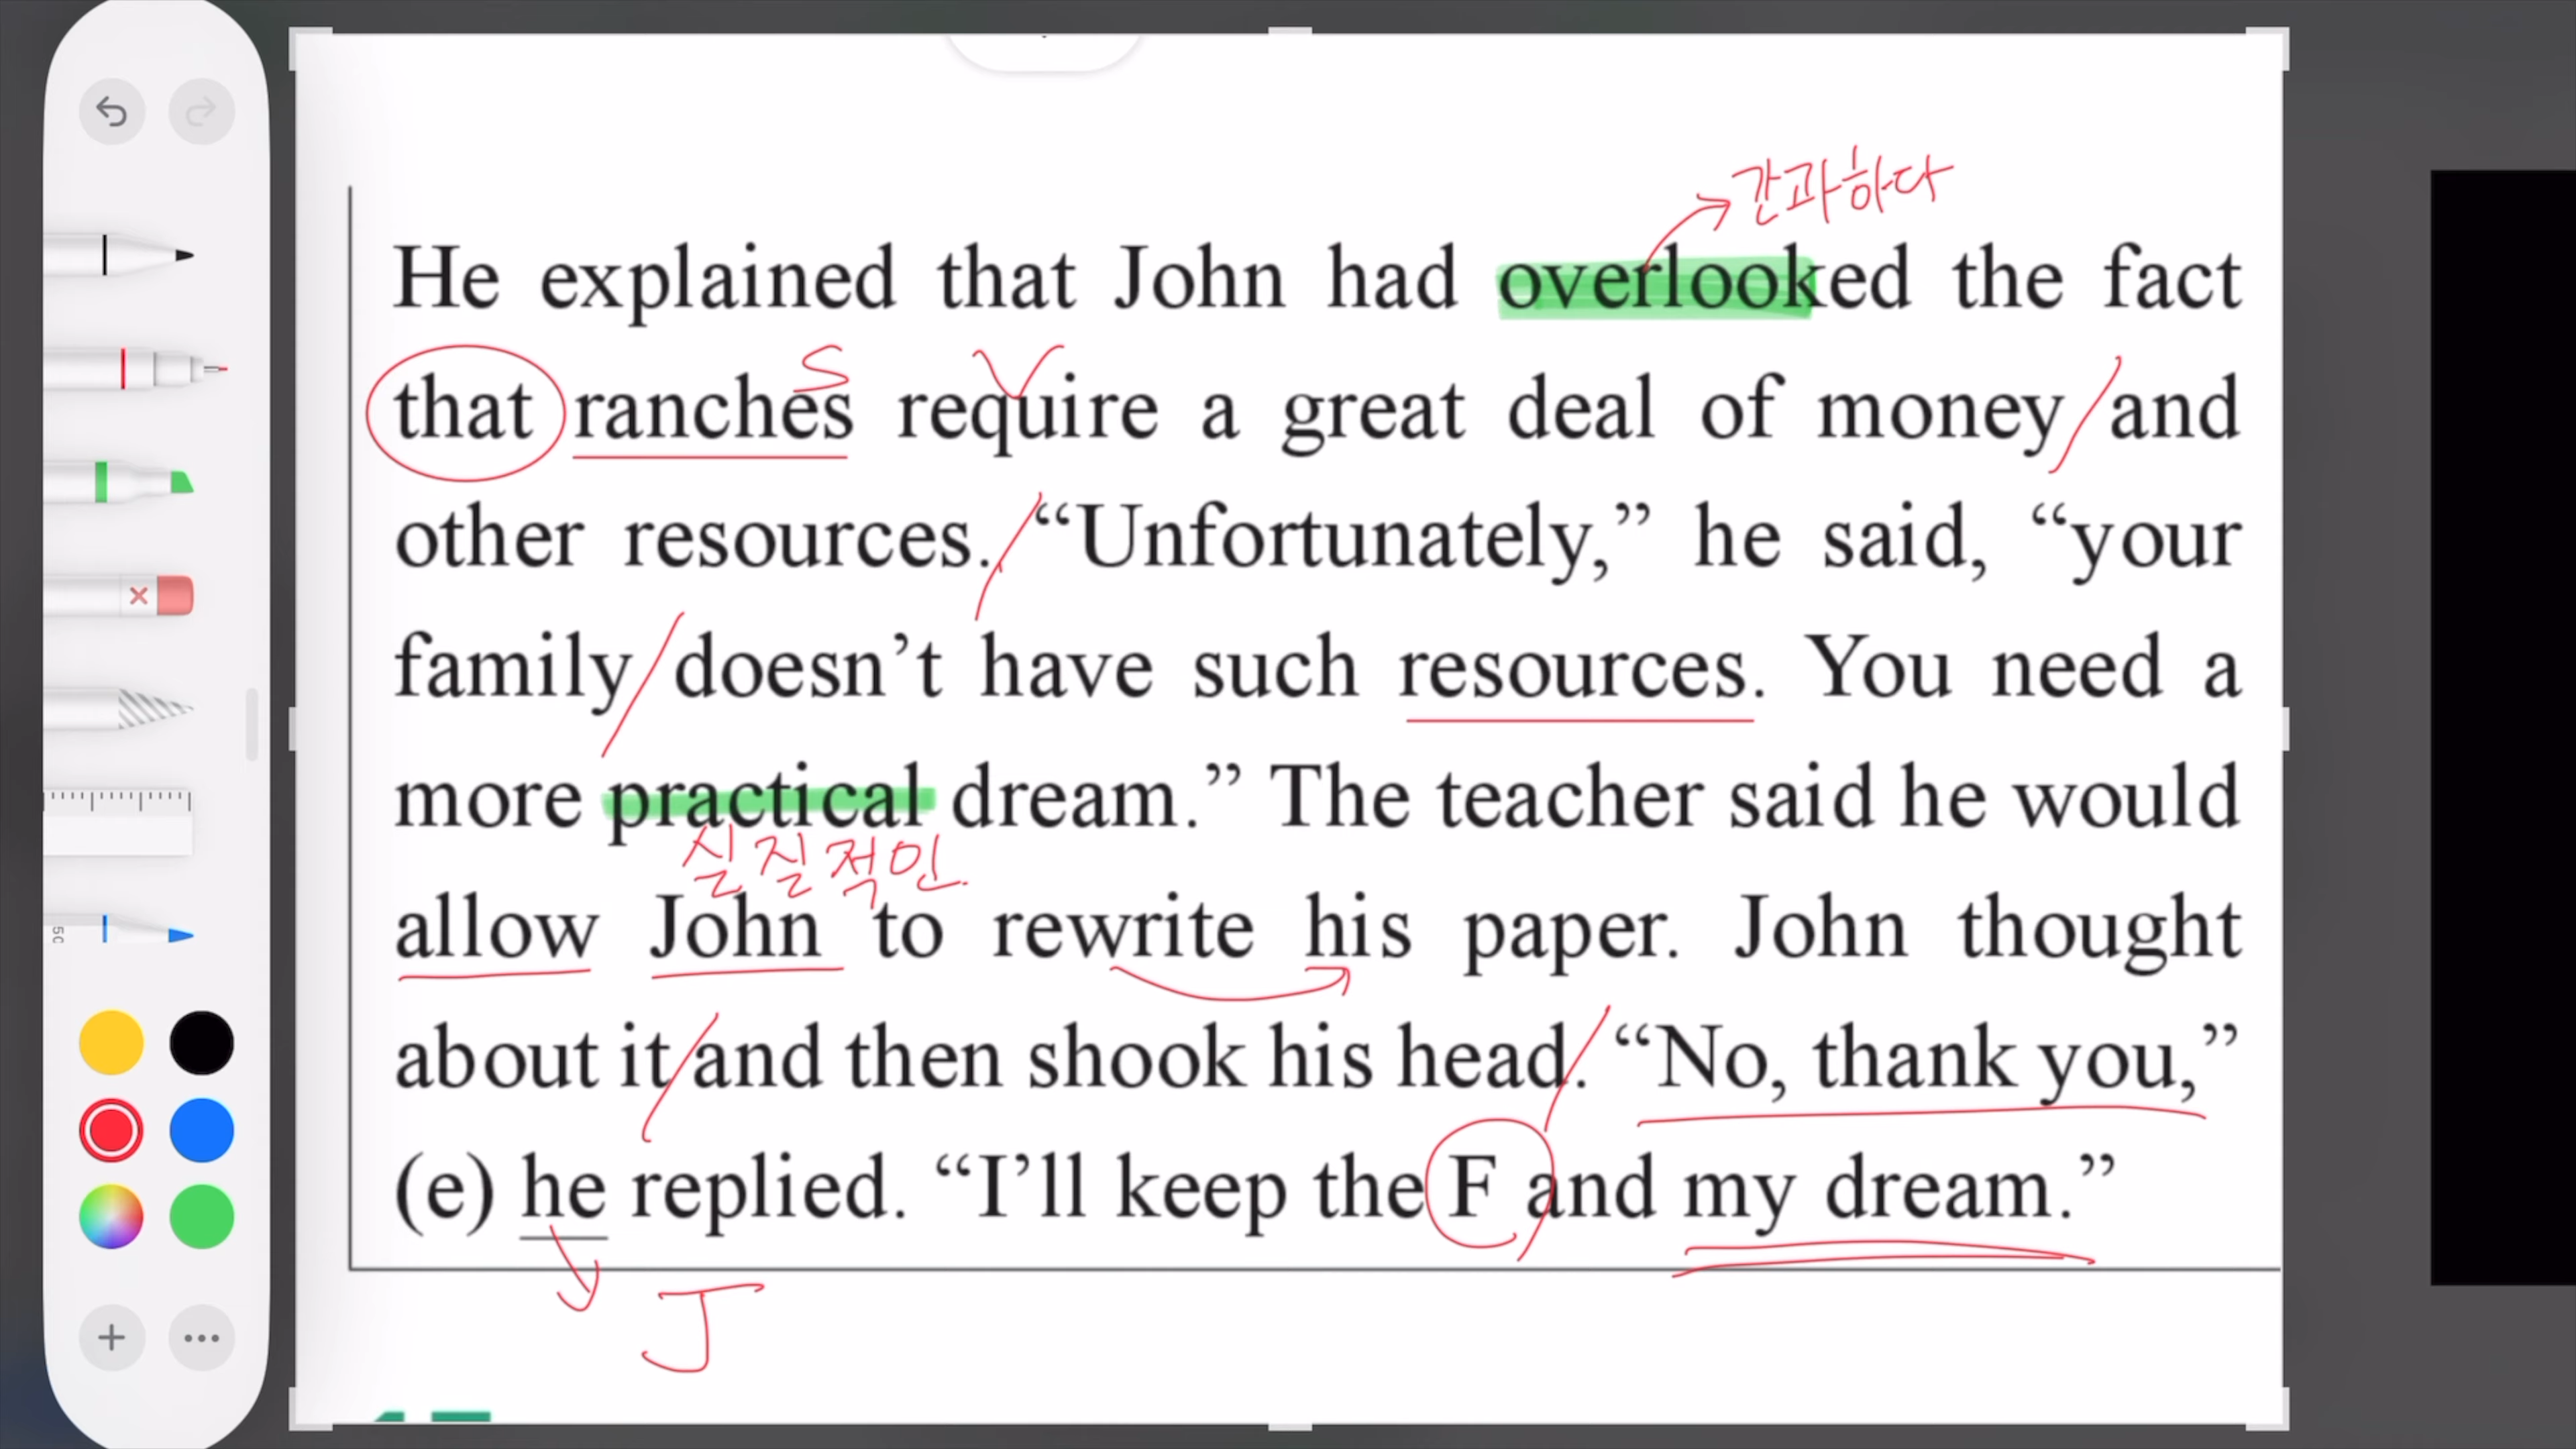 간과하다
He explained that John had overlooked the fact
S V
that ranches require a great deal of money and
other resources. “Unfortunately,” he said, “your
family doesn’t have such resources. You need a
more practical dream.” The teacher said he would
실질적인
allow John to rewrite his paper. John thought
about it and then shook his head. “No, thank you,”
(e) he replied. “I’ll keep the F and my dream.”
J
50